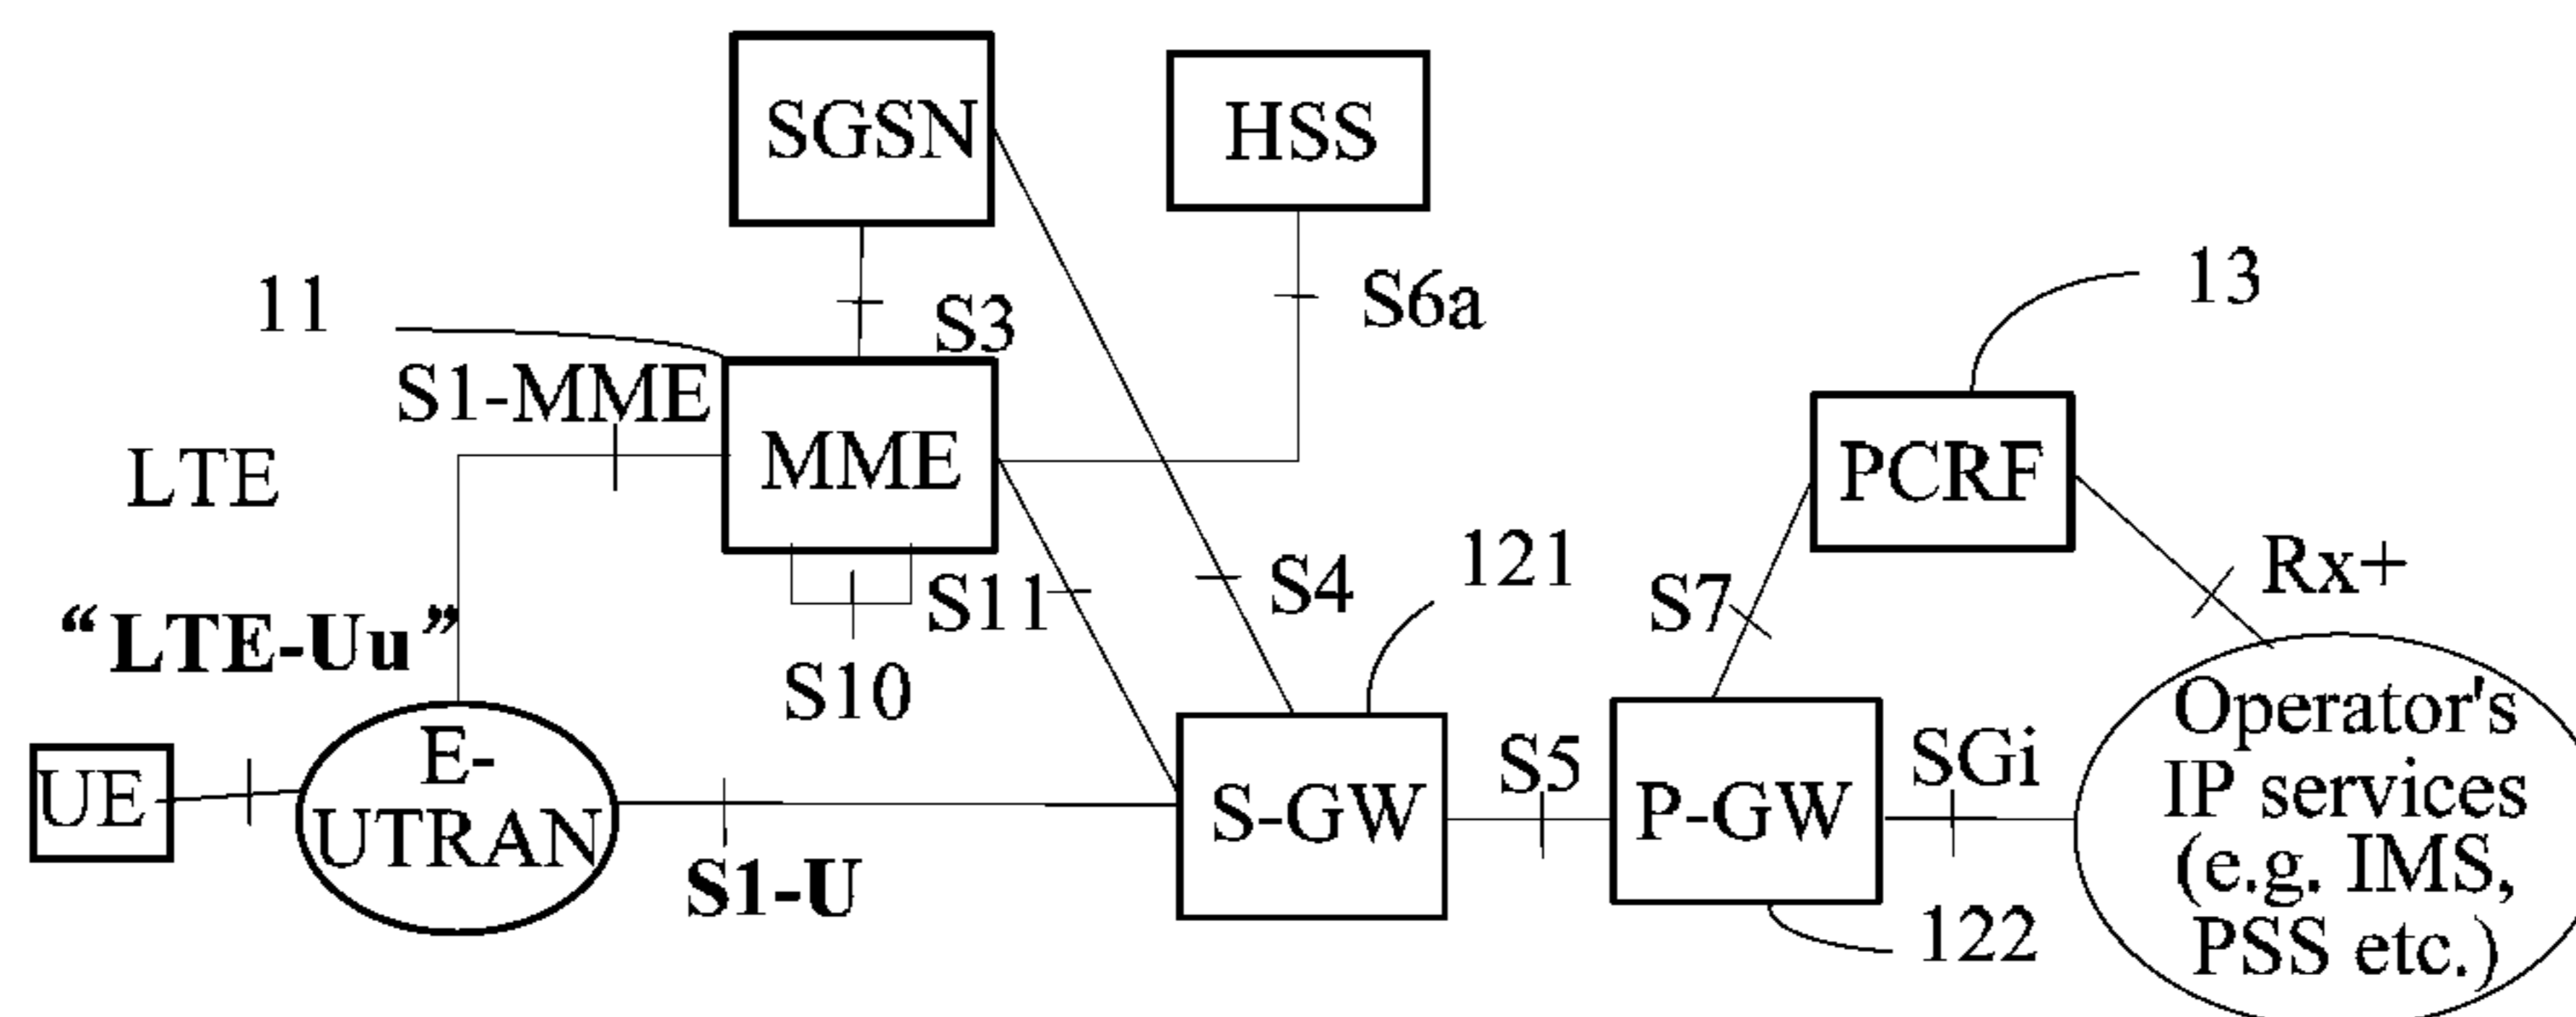 SGSN
HSS
11
S3
S6a
13
S1-MME
LTE
MME
PCRF
“LTE-Uu”
S11
S4
121
S7
Rx+
S10
UE
E-
UTRAN
S1-U
S-GW
S5
P-GW
SGi
122
Operator's
IP services
(e.g. IMS,
PSS etc.)